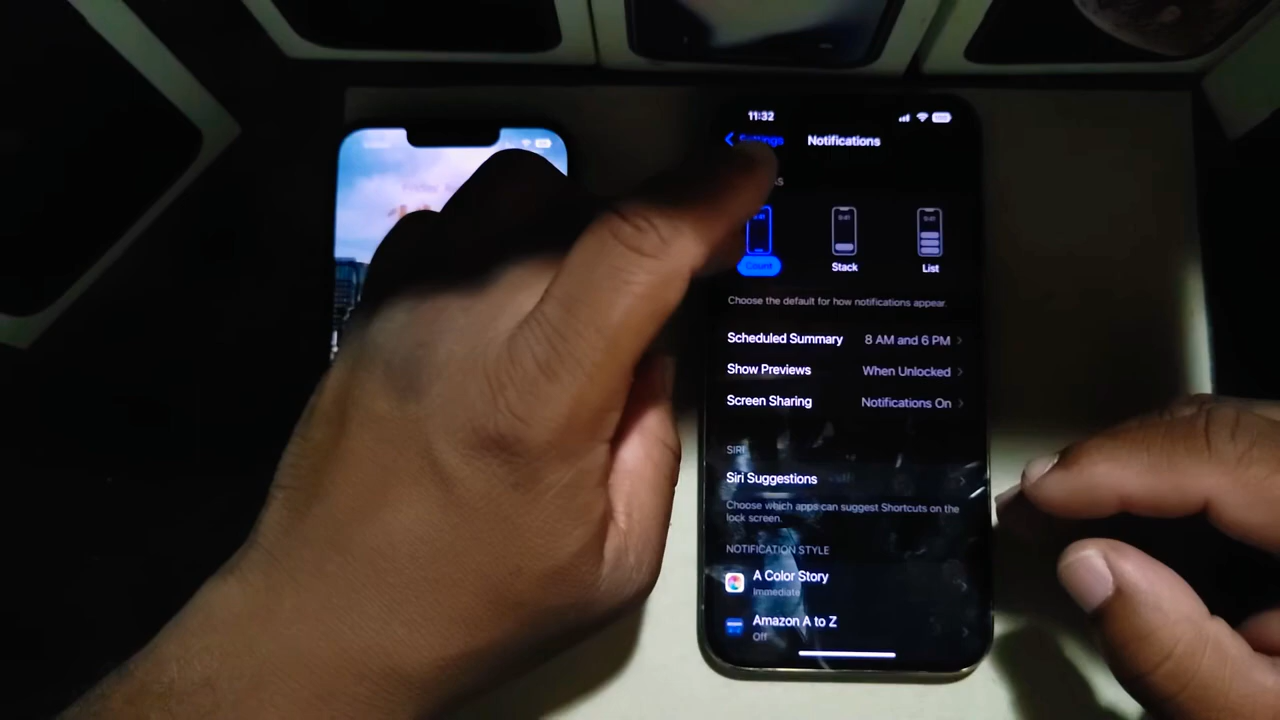 11:32
Settings
Notifications
Count
Stack
List
Choose the default for how notifications appear.
Scheduled Summary 8 AM and 6 PM
Show Previews When Unlocked
Screen Sharing Notifications On
SIRI
Siri Suggestions
Choose which apps can suggest Shortcuts on the
lock screen.
NOTIFICATION STYLE
A Color Story
Immediate
Amazon A to Z
Off